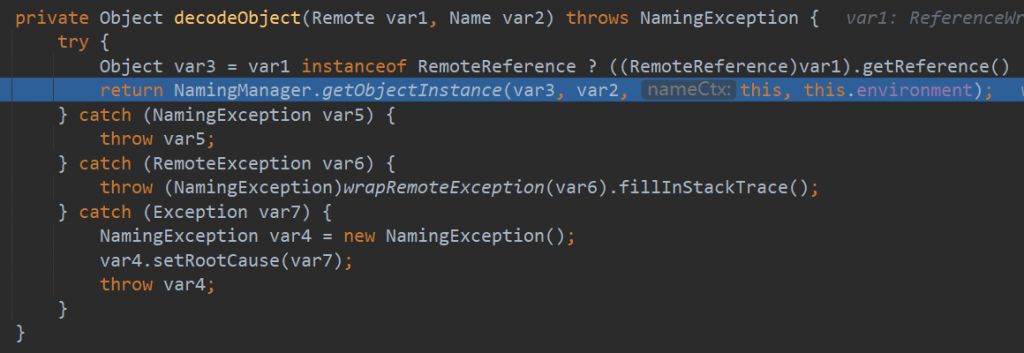 private Object decodeObject(Remote var1, Name var2) throws NamingException {  var1: ReferenceWr
    try {
        Object var3 = var1 instanceof RemoteReference ? ((RemoteReference)var1).getReference()
        return NamingManager.getObjectInstance(var3, var2, nameCtx: this, this.environment);
    } catch (NamingException var5) {
        throw var5;
    } catch (RemoteException var6) {
        throw (NamingException)wrapRemoteException(var6).fillInStackTrace();
    } catch (Exception var7) {
        NamingException var4 = new NamingException();
        var4.setRootCause(var7);
        throw var4;
    }
}